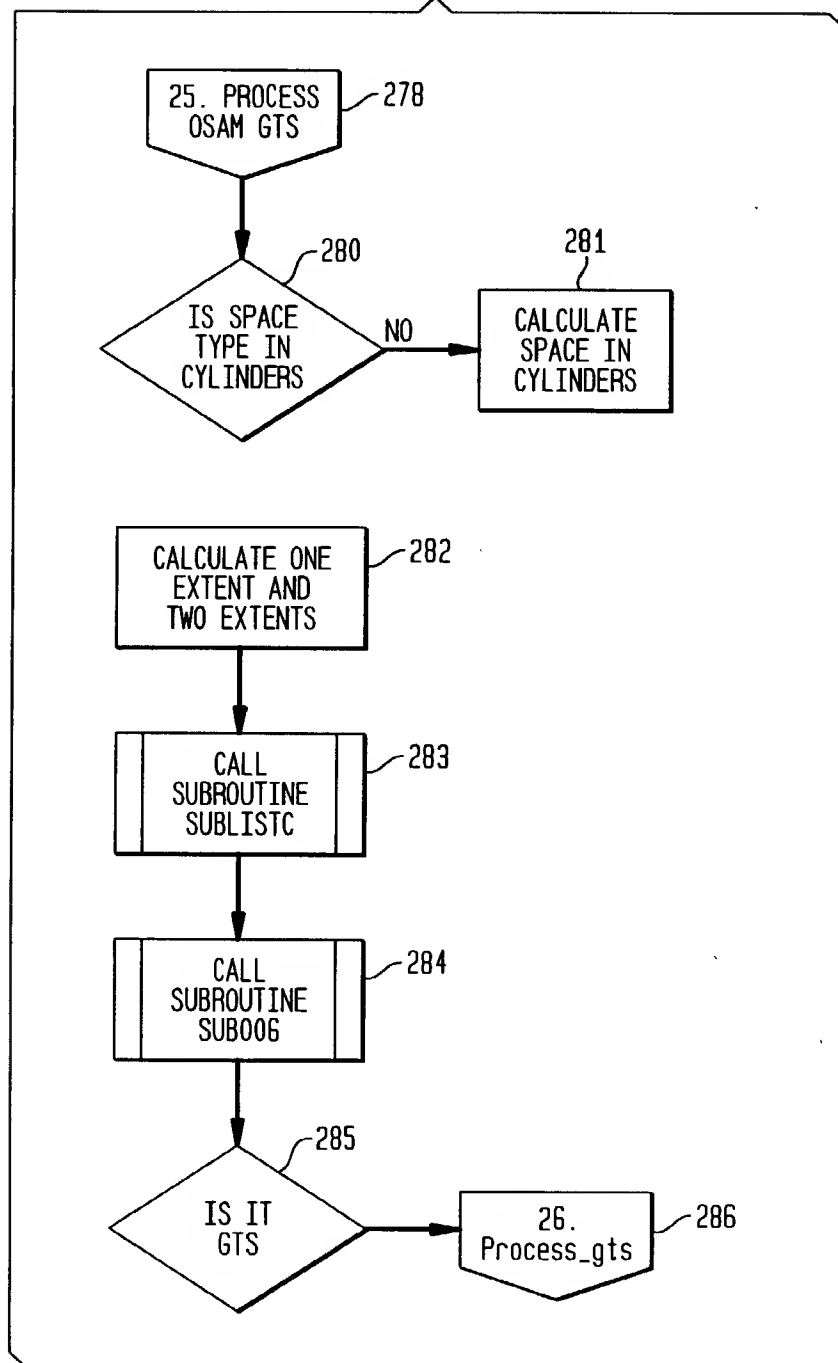 25. PROCESS
OSAM GTS
278
280
IS SPACE
TYPE IN
CYLINDERS
NO
281
CALCULATE
SPACE IN
CYLINDERS
CALCULATE ONE
EXTENT AND
TWO EXTENTS
282
CALL
SUBROUTINE
SUBLISTC
283
CALL
SUBROUTINE
SUB006
284
285
IS IT
GTS
26.
Process_gts
286